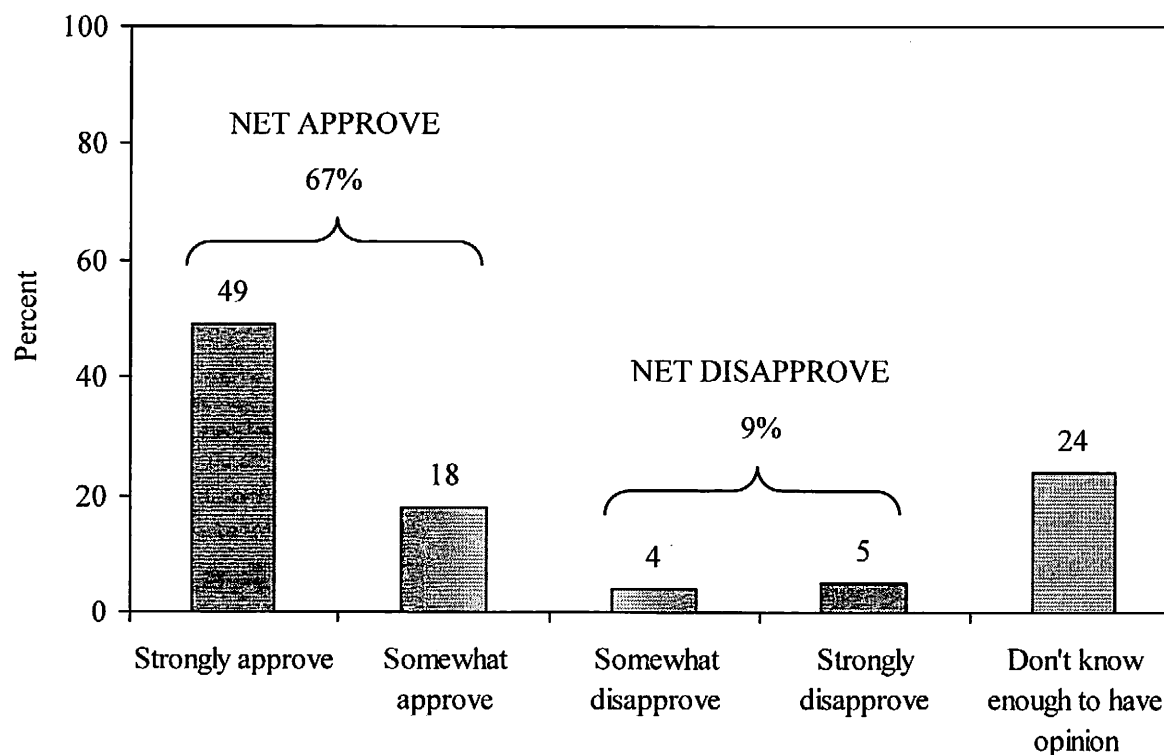 100
80
60
40
20
0
Percent
NET APPROVE
67%
49
18
NET DISAPPROVE
9%
4
5
24
Strongly approve
Somewhat
approve
Somewhat
disapprove
Strongly
disapprove
Don't know
enough to have
opinion